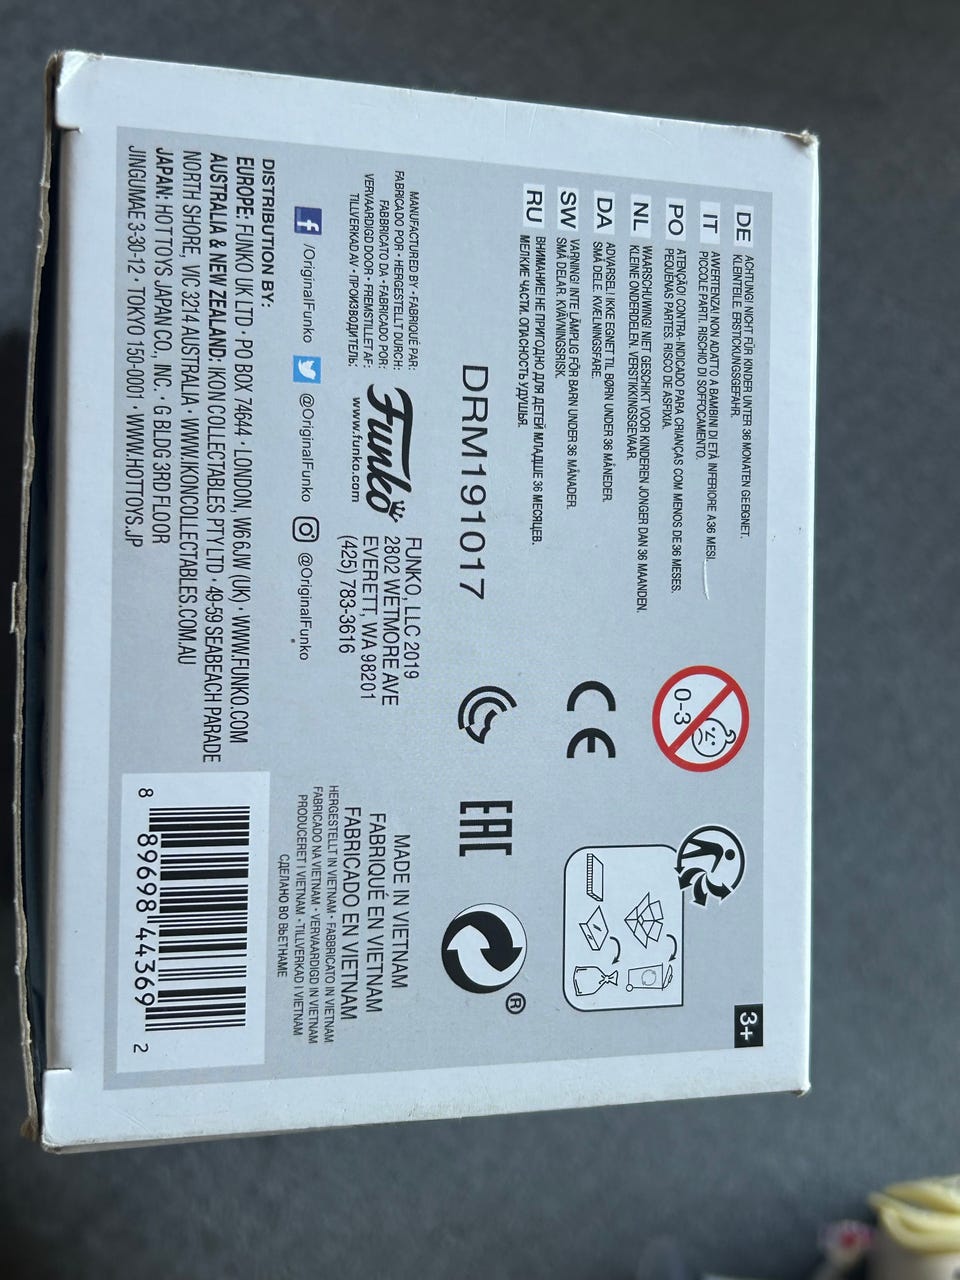 DE ACHTUNG! NICHT FÜR KINDER UNTER 36 MONATEN GEEIGNET.
KLEINTEILE. ERSTICKUNGSGEFAHR.
IT AVVERTENZA! NON ADATTO A BAMBINI DI ETÀ INFERIORE A 36 MESI.
PICCOLE PARTI. RISCHIO DI SOFFOCAMENTO.
PO ATENÇÃO CONTRA-INDICADO PARA CRIANÇAS COM MENOS DE 36 MESES.
PEQUENAS PARTES. RISCO DE ASFIXIA.
NL WAARSCHUWING! NIET GESCHIKT VOOR KINDEREN JONGER DAN 36 MAANDEN.
KLEINE ONDERDELEN. VERSTIKKINGSGEVAAR.
DA ADVARSEL! IKKE EGNET TIL BØRN UNDER 36 MÅNEDER.
SMÅ DELE. KVÆLNINGSFARE.
SW VARNING! INTE LÄMPLIG FÖR BARN UNDER 36 MÅNADER.
SMÅ DELAR. KVÄVNINGSRISK.
RU ВНИМАНИЕ! НЕ ПРИГОДНО ДЛЯ ДЕТЕЙ МЛАДШЕ 36 МЕСЯЦЕВ.
МЕЛКИЕ ЧАСТИ. ОПАСНОСТЬ УДУШЬЯ.
0-3
3+
CE
DRM191017
EAC
®
MANUFACTURED BY • FABRIQUÉ PAR:
FABRICADO POR • HERGESTELLT DURCH:
FABBRICATO DA • FABRICADO POR:
VERVAARDIGD DOOR • FREMSTILLET AF:
TILLVERKAD AV • ПРОИЗВОДИТЕЛЬ:
Funko
www.funko.com
FUNKO, LLC 2019
2802 WETMORE AVE
EVERETT, WA 98201
(425) 783-3616
MADE IN VIETNAM
FABRIQUÉ EN VIETNAM
FABRICADO EN VIETNAM
HERGESTELLT IN VIETNAM • FABBRICATO IN VIETNAM
FABRICADO NA VIETNAM • VERVAARDIGD IN VIETNAM
PRODUCERET I VIETNAM • TILLVERKAD I VIETNAM
СДЕЛАНО ВО ВЬЕТНАМЕ
/OriginalFunko @OriginalFunko @OriginalFunko
DISTRIBUTION BY:
EUROPE: FUNKO UK LTD • PO BOX 74644 • LONDON, W6 6JW (UK) • WWW.FUNKO.COM
AUSTRALIA & NEW ZEALAND: IKON COLLECTABLES PTY LTD • 49-59 SEABEACH PARADE
NORTH SHORE, VIC 3214 AUSTRALIA • WWW.IKONCOLLECTABLES.COM.AU
JAPAN: HOT TOYS JAPAN CO., INC. • G BLDG 3RD FLOOR
JINGUMAE 3-30-12 • TOKYO 150-0001 • WWW.HOTTOYS.JP
8 89698 44369 2